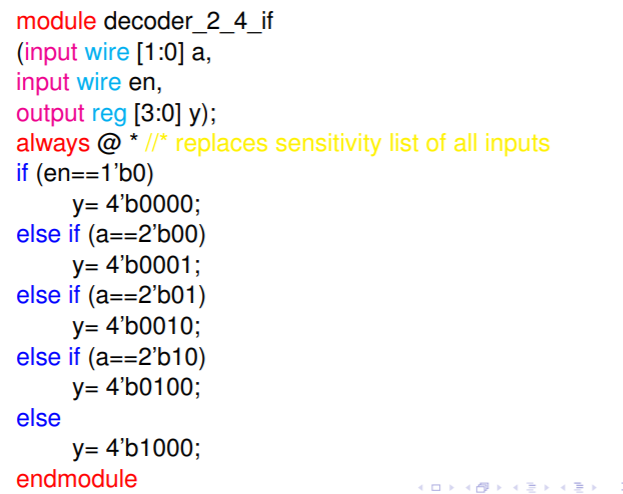 module decoder_2_4_if
(input wire [1:0] a,
input wire en,
output reg [3:0] y);
always @ * //* replaces sensitivity list of all inputs
if (en==1’b0)
y= 4’b0000;
else if (a==2’b00)
y= 4’b0001;
else if (a==2’b01)
y= 4’b0010;
else if (a==2’b10)
y= 4’b0100;
else
y= 4’b1000;
endmodule